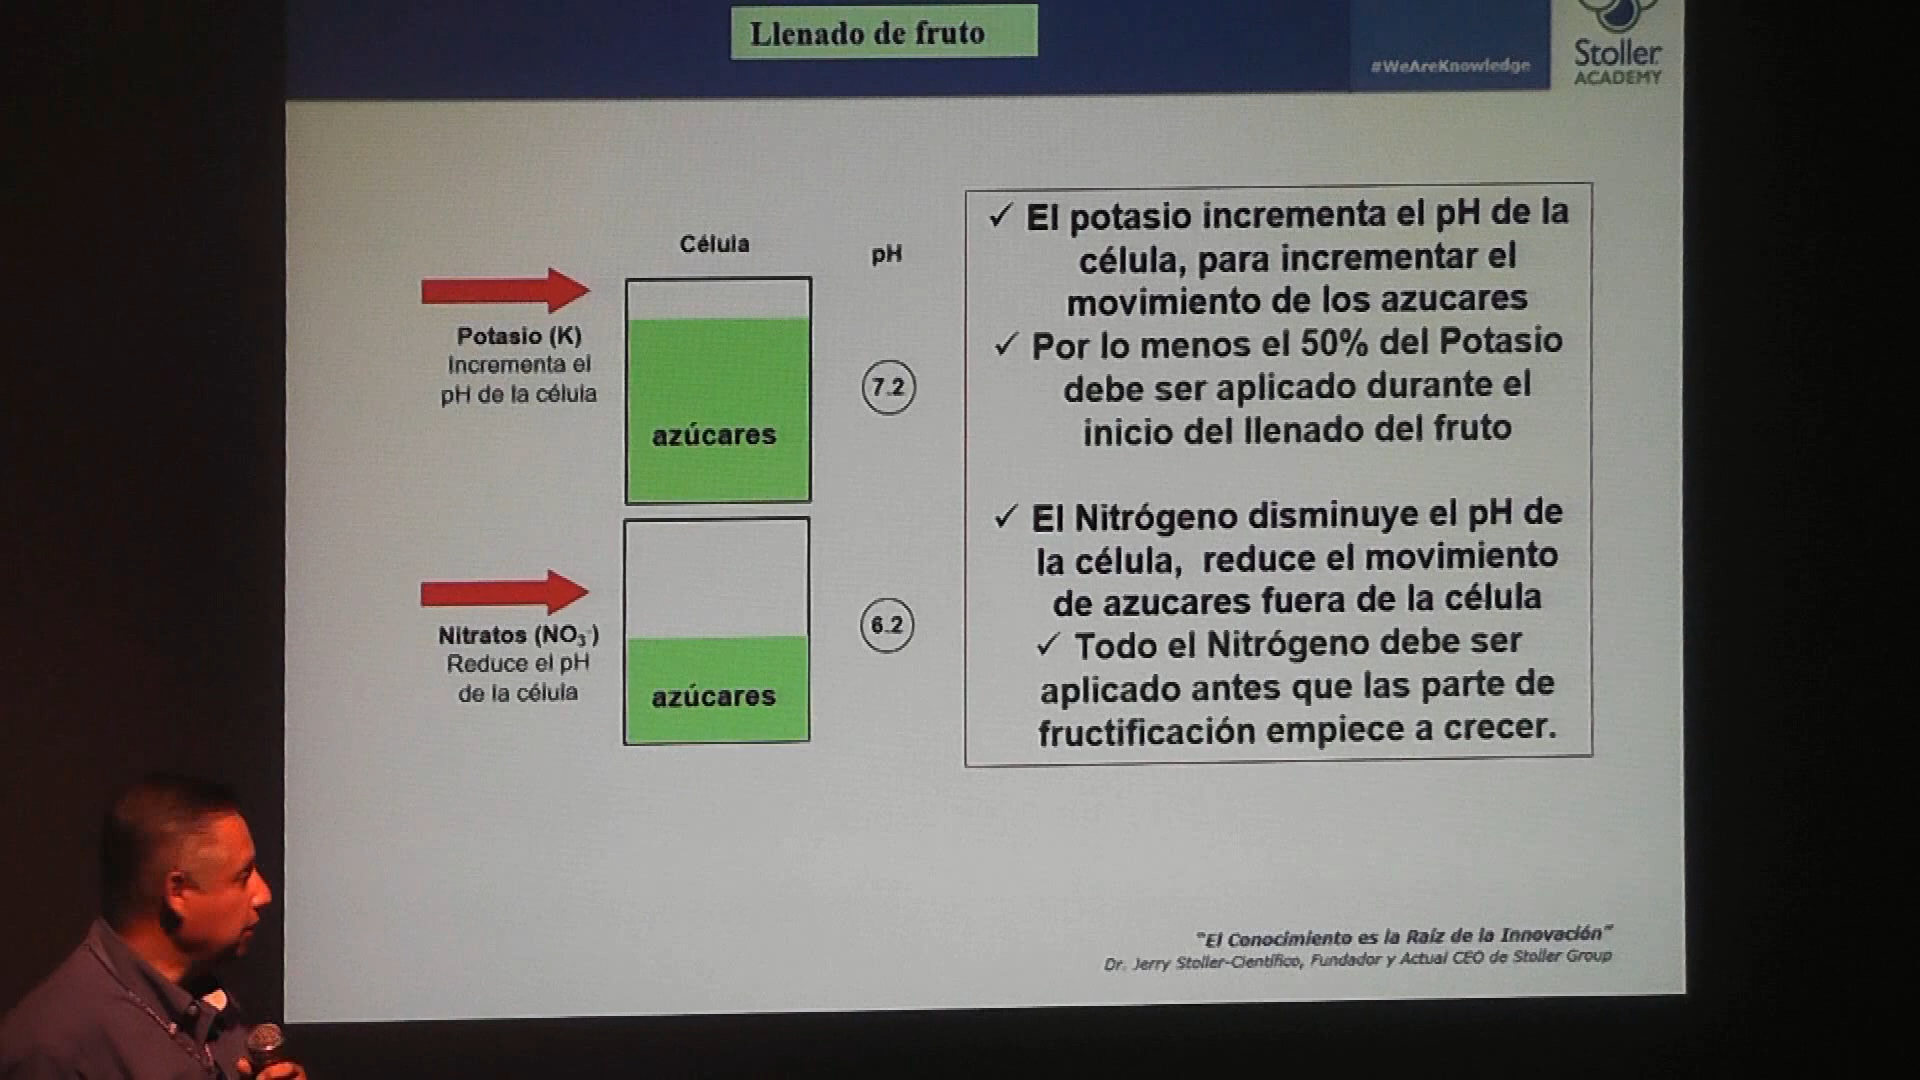 Llenado de fruto
#WeAreKnowledge
Stoller
ACADEMY
Célula
pH
Potasio (K)
Incrementa el
pH de la célula
azúcares
7.2
Nitratos (NO₃⁻)
Reduce el pH
de la célula
azúcares
6.2
✓ El potasio incrementa el pH de la
célula, para incrementar el
movimiento de los azucares
✓ Por lo menos el 50% del Potasio
debe ser aplicado durante el
inicio del llenado del fruto
✓ El Nitrógeno disminuye el pH de
la célula, reduce el movimiento
de azucares fuera de la célula
✓ Todo el Nitrógeno debe ser
aplicado antes que las parte de
fructificación empiece a crecer.
"El Conocimiento es la Raíz de la Innovación"
Dr. Jerry Stoller-Científico, Fundador y Actual CEO de Stoller Group